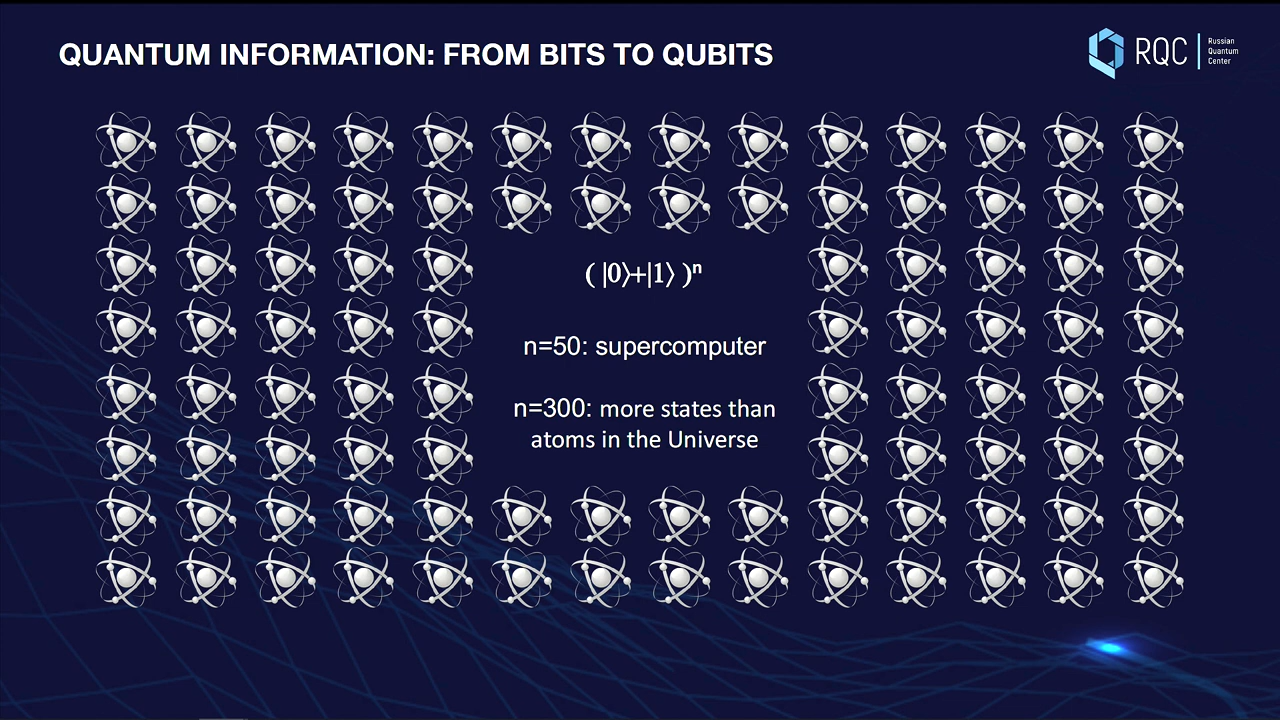 QUANTUM INFORMATION: FROM BITS TO QUBITS
RQC
Russian
Quantum
Center
( |0⟩+|1⟩ )ⁿ
n=50: supercomputer
n=300: more states than
atoms in the Universe